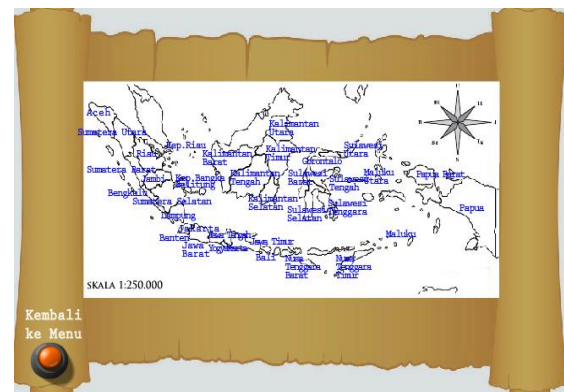 Aceh
Sumatera Utara
Riau
Kep.Riau
Sumatera Barat
Jambi
Kep.Bangka
Belitung
Bengkulu
Sumatera Selatan
Lampung
Banten
Jakarta
Jawa
Barat
Jawa Tengah
Yogyakarta
Jawa Timur
Bali
Nusa
Tenggara
Barat
Nusa
Tenggara
Timur
Kalimantan
Utara
Kalimantan
Barat
Kalimantan
Timur
Kalimantan
Tengah
Kalimantan
Selatan
Gorontalo
Sulawesi
Utara
Sulawesi
Barat
Sulawesi
Tengah
Sulawesi
Selatan
Sulawesi
Tenggara
Maluku
Utara
Maluku
Papua Barat
Papua
SKALA 1:250.000
Kembali
ke Menu